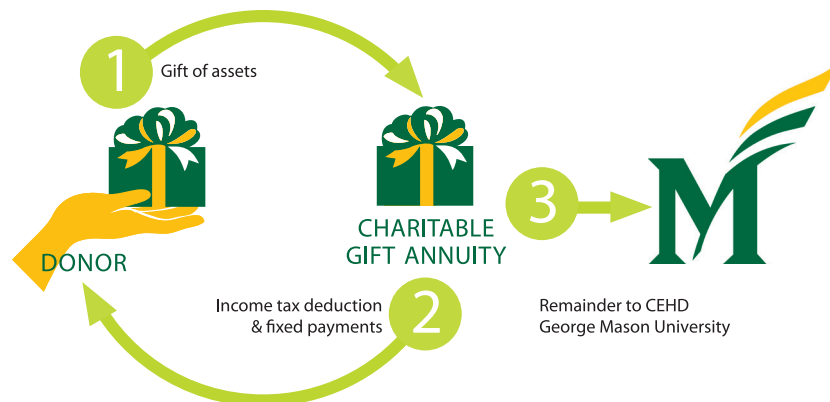 1
Gift of assets
DONOR
CHARITABLE
GIFT ANNUITY
2
Income tax deduction
& fixed payments
3
Remainder to CEHD
George Mason University
M